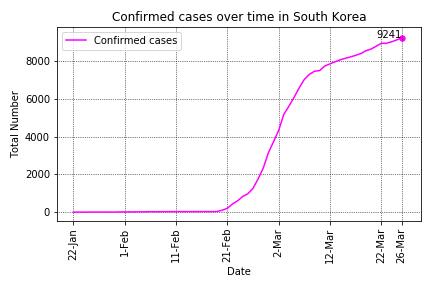 Confirmed cases over time in South Korea
Confirmed cases
9241
Total Number
8000
6000
4000
2000
0
22-Jan
1-Feb
11-Feb
21-Feb
2-Mar
12-Mar
22-Mar
26-Mar
Date